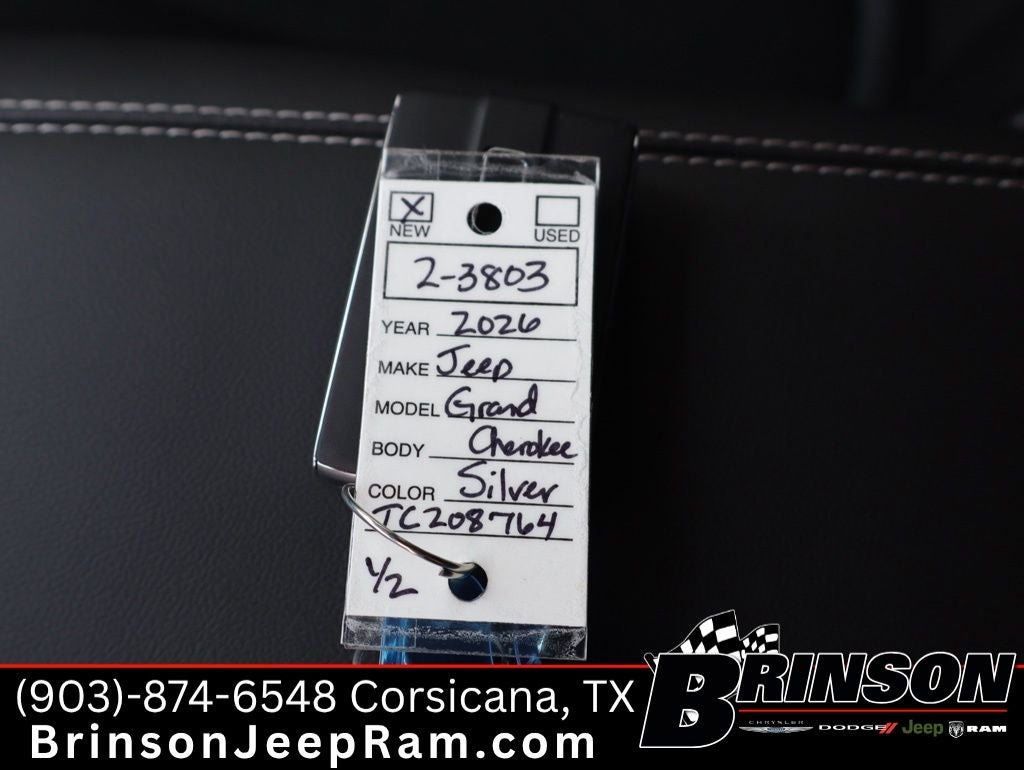 X
NEW USED
2-3803
YEAR 2026
MAKE Jeep
MODEL Grand
BODY Cherokee
COLOR Silver
TC208764
1/2
(903)-874-6548 Corsicana, TX
BrinsonJeepRam.com
BRINSON
CHRYSLER DODGE// Jeep RAM